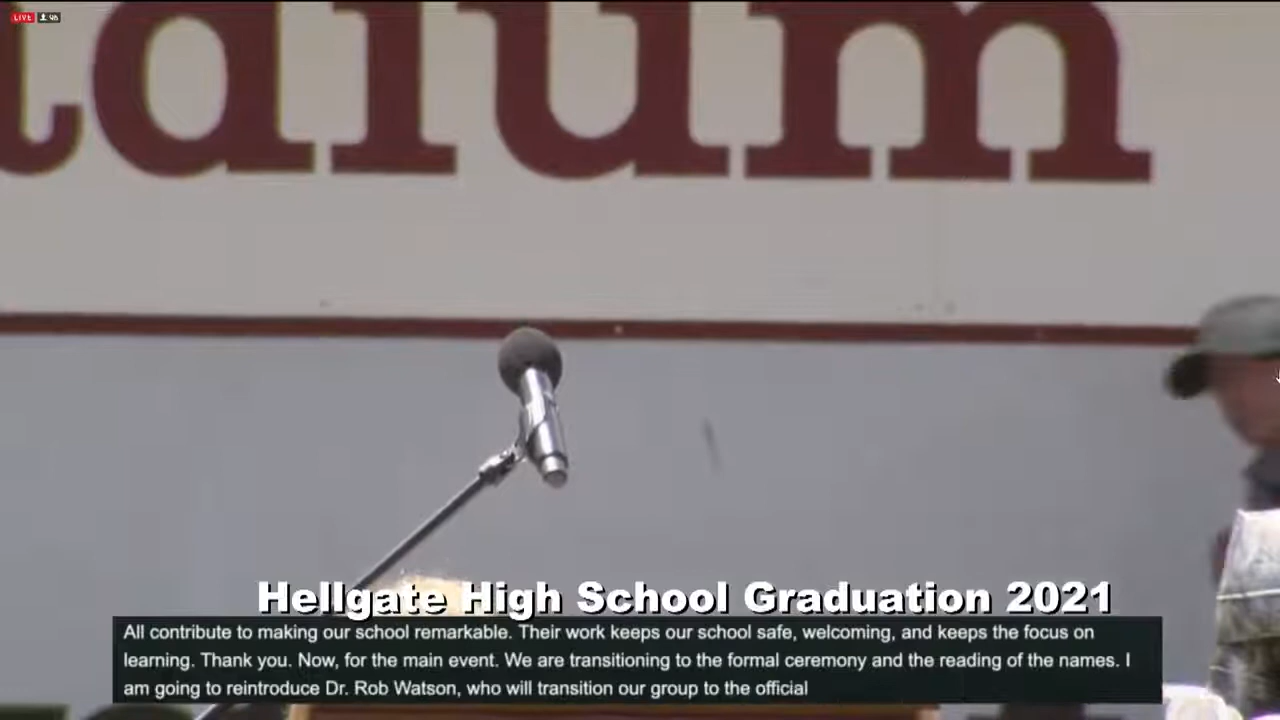 LIVE
tadium
Hellgate High School Graduation 2021
All contribute to making our school remarkable. Their work keeps our school safe, welcoming, and keeps the focus on
learning. Thank you. Now, for the main event. We are transitioning to the formal ceremony and the reading of the names. I
am going to reintroduce Dr. Rob Watson, who will transition our group to the official